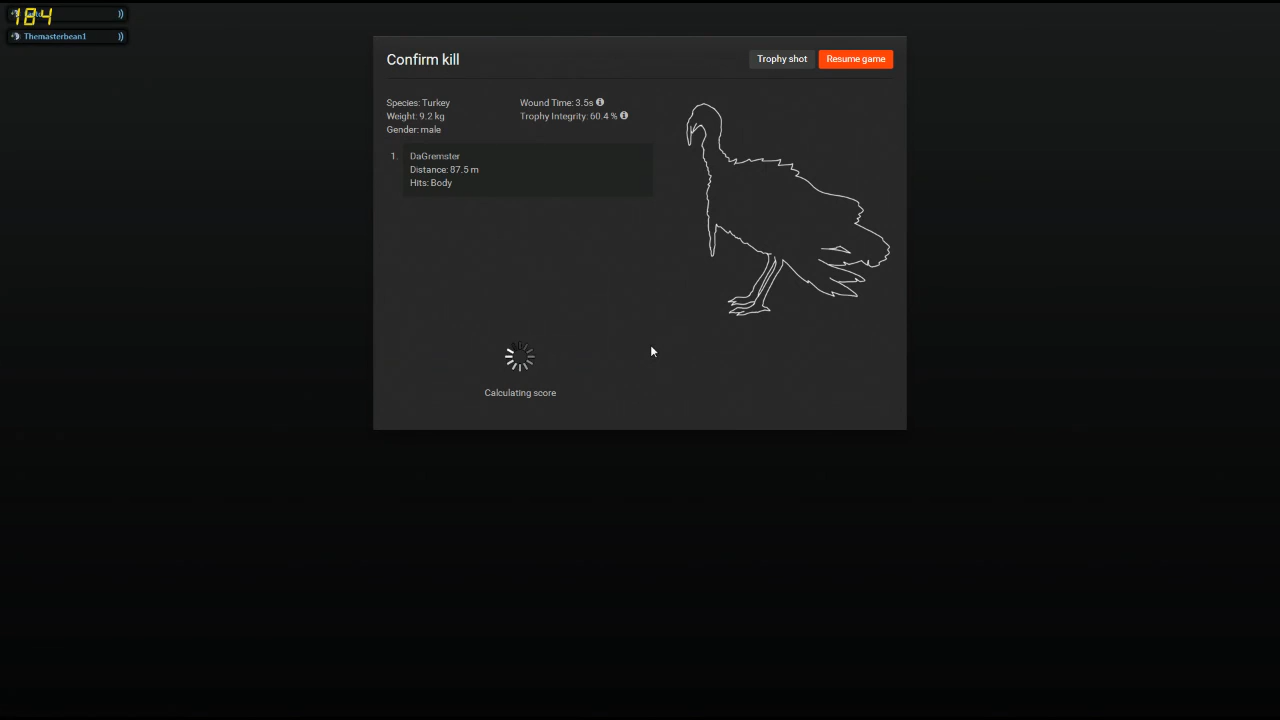 184
Themasterbean1
Confirm kill
Trophy shot
Resume game
Species: Turkey
Weight: 9.2 kg
Gender: male
Wound Time: 3.5s
Trophy Integrity: 60.4 %
1.
DaGremster
Distance: 87.5 m
Hits: Body
Calculating score